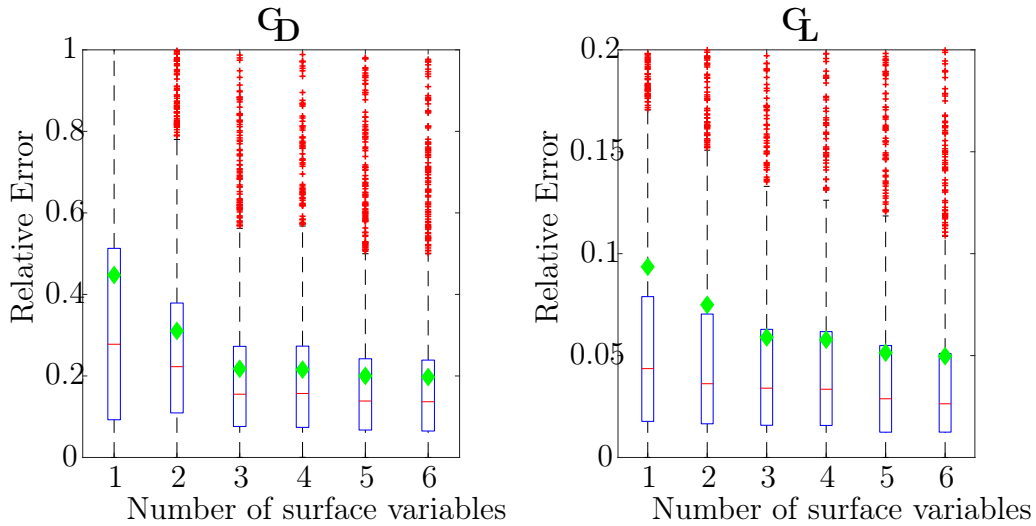 C_D
Relative Error
1
0.8
0.6
0.4
0.2
0
1 2 3 4 5 6
Number of surface variables
C_L
Relative Error
0.2
0.15
0.1
0.05
0
1 2 3 4 5 6
Number of surface variables